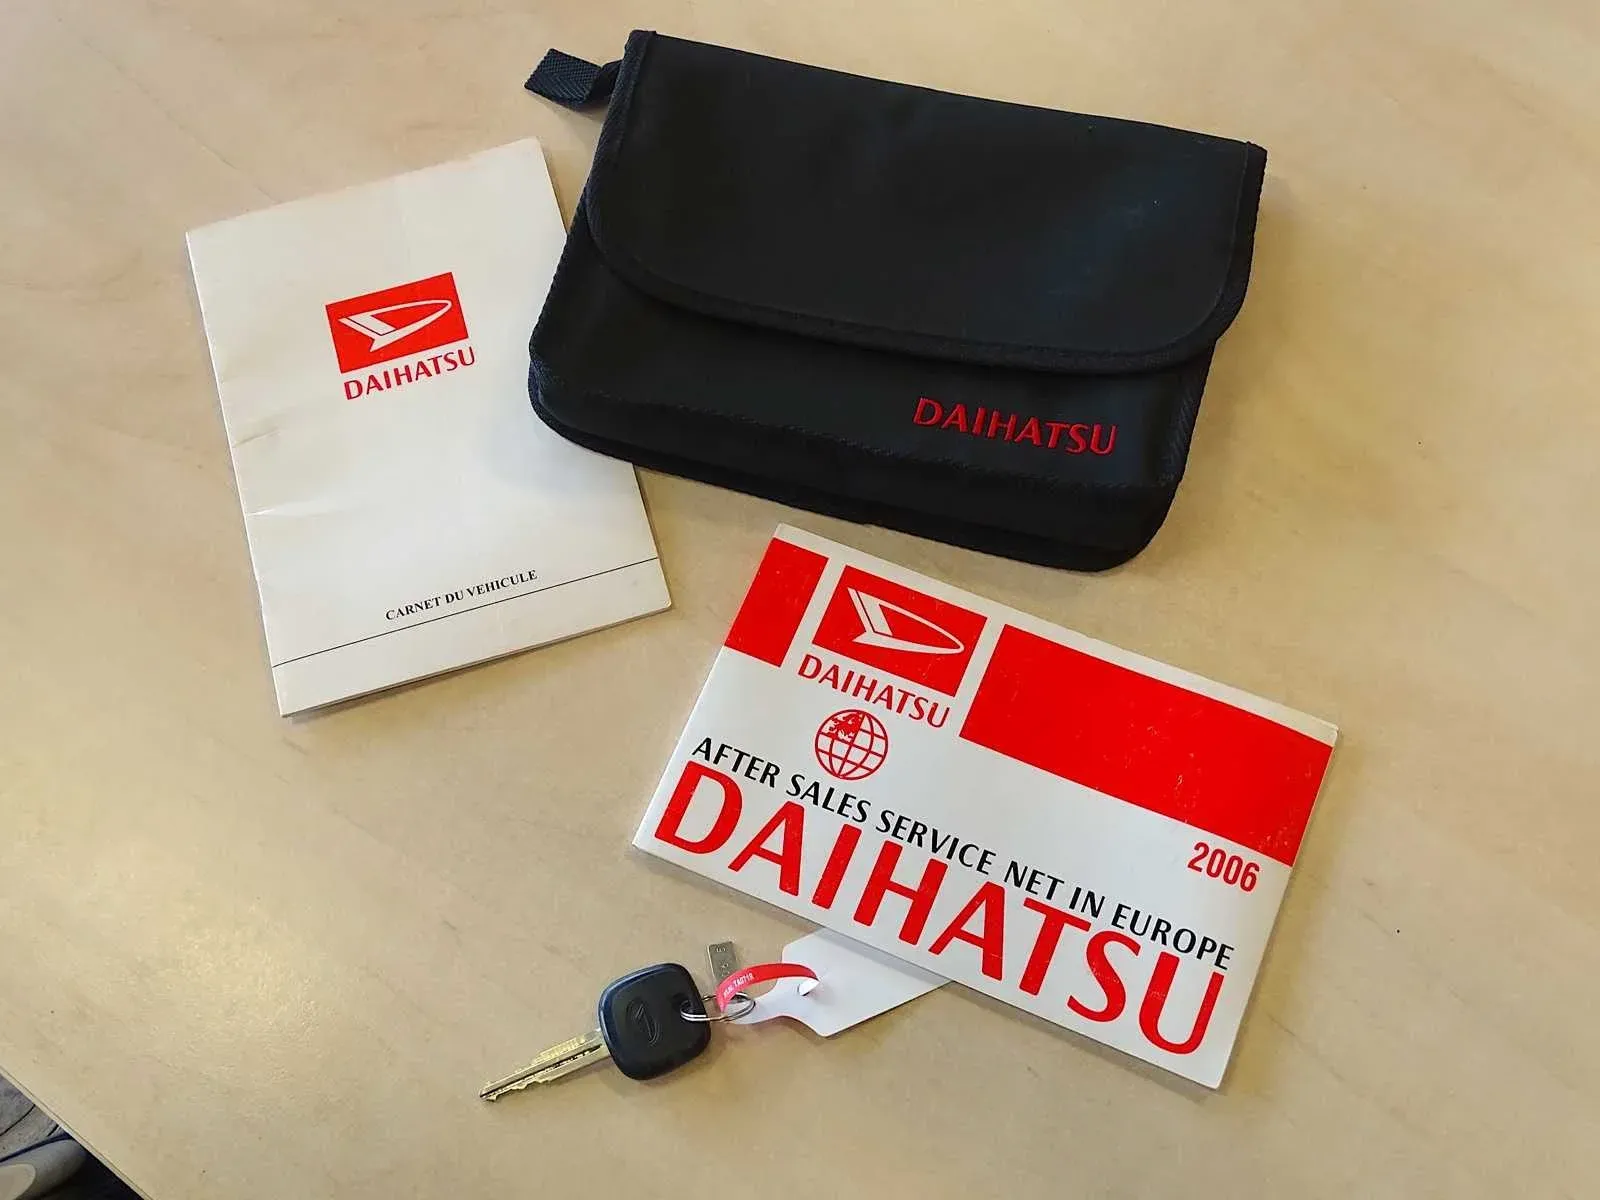 DAIHATSU
CARNET DU VEHICULE
DAIHATSU
DAIHATSU
AFTER SALES SERVICE NET IN EUROPE
DAIHATSU
2006